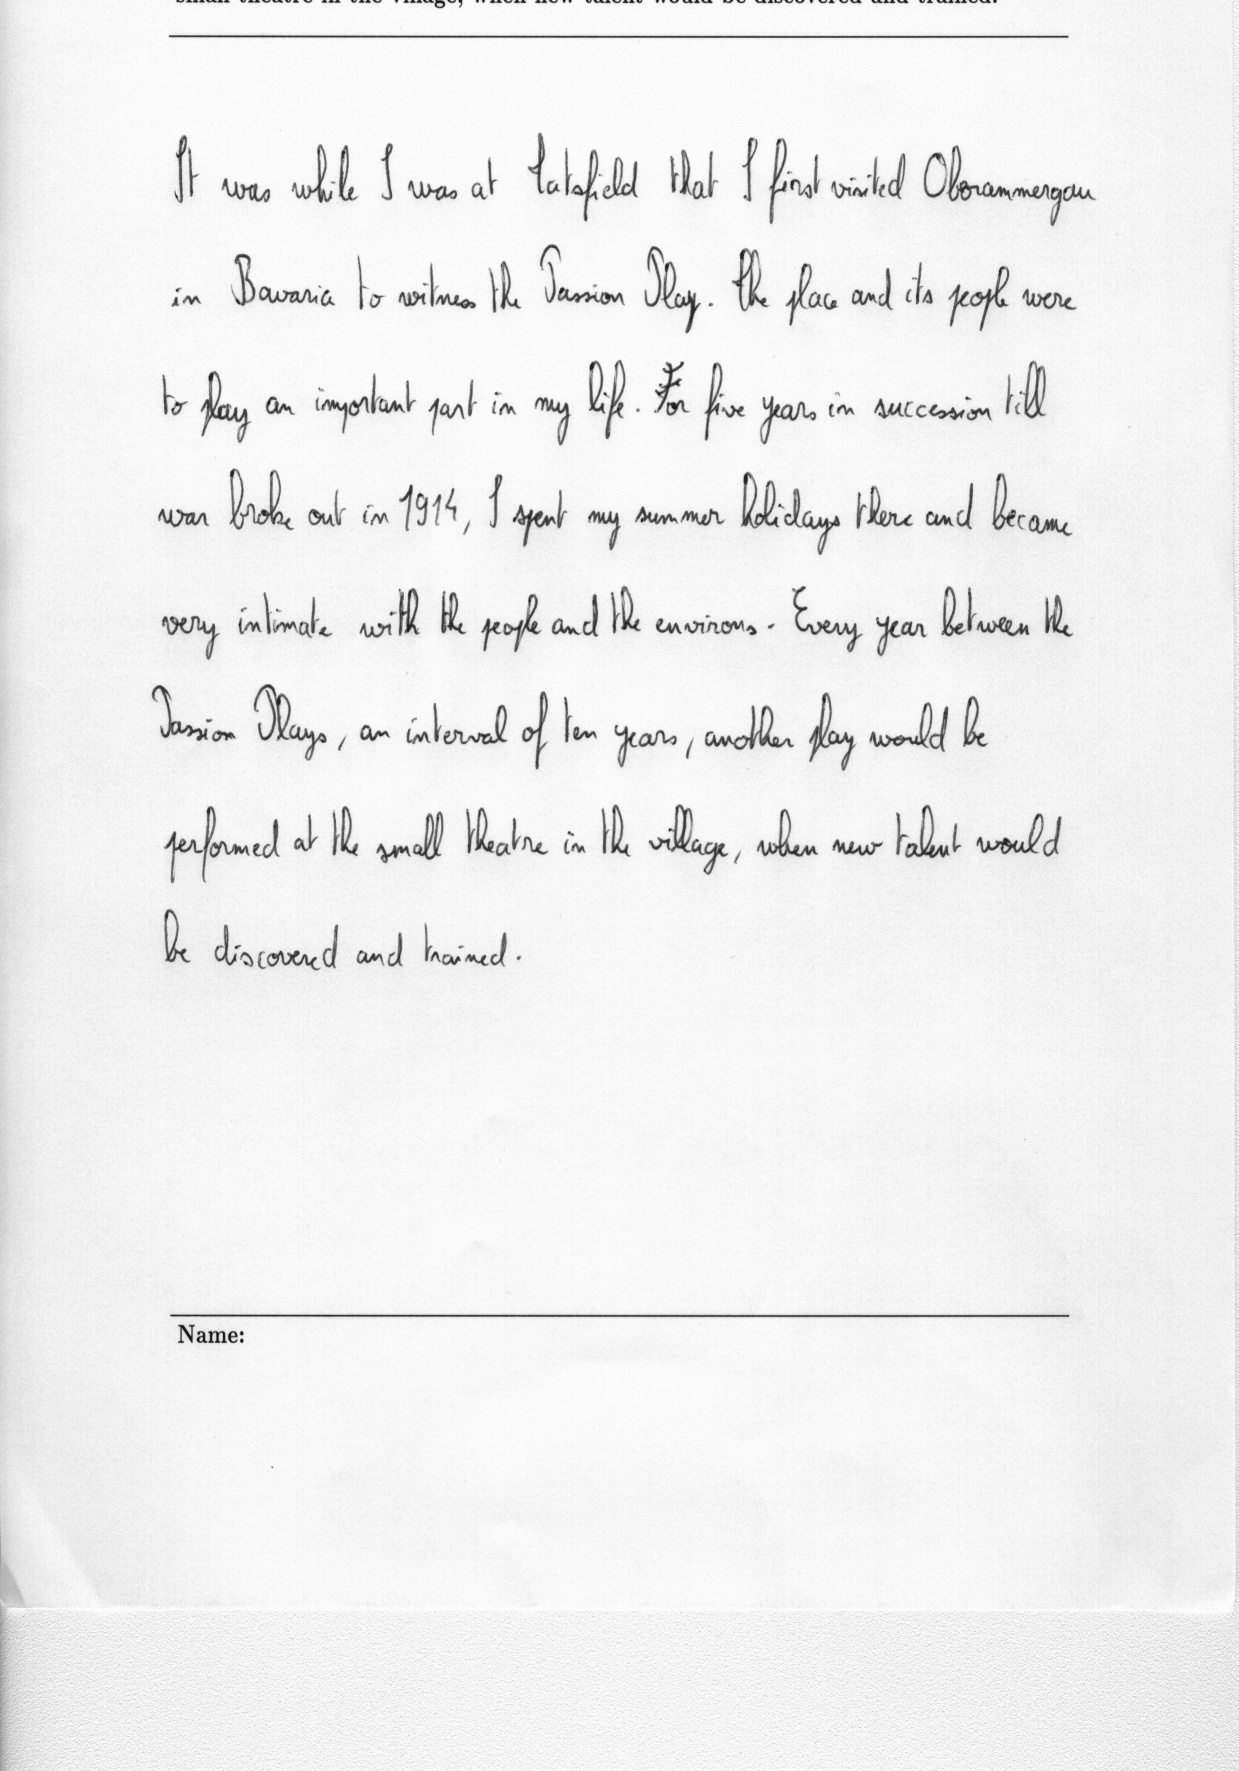 small theatre in the village, when new talent would be discovered and trained.
It was while I was at Tatsfield that I first visited Oberammergau
in Bavaria to witness the Passion Play. The place and its people were
to play an important part in my life. For five years in succession till
war broke out in 1914, I spent my summer holidays there and became
very intimate with the people and the environs. Every year between the
Passion Plays, an interval of ten years, another play would be
performed at the small theatre in the village, when new talent would
be discovered and trained.
Name: